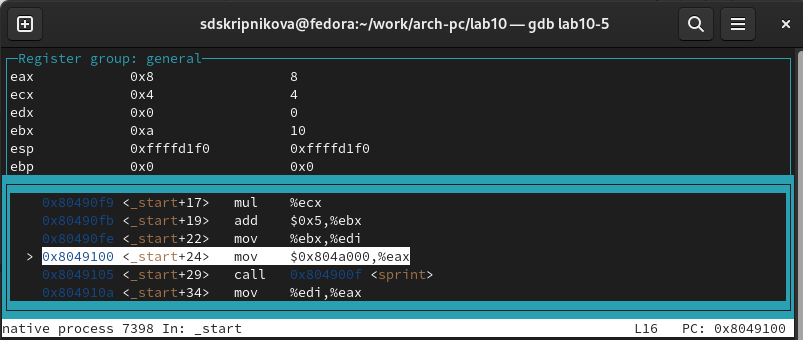 sdskripnikova@fedora:~/work/arch-pc/lab10 — gdb lab10-5
Register group: general
eax 0x8 8
ecx 0x4 4
edx 0x0 0
ebx 0xa 10
esp 0xffffd1f0 0xffffd1f0
ebp 0x0 0x0
0x80490f9 <_start+17> mul %ecx
0x80490fb <_start+19> add $0x5,%ebx
0x80490fe <_start+22> mov %ebx,%edi
> 0x8049100 <_start+24> mov $0x804a000,%eax
0x8049105 <_start+29> call 0x804900f <sprint>
0x804910a <_start+34> mov %edi,%eax
native process 7398 In: _start L16 PC: 0x8049100